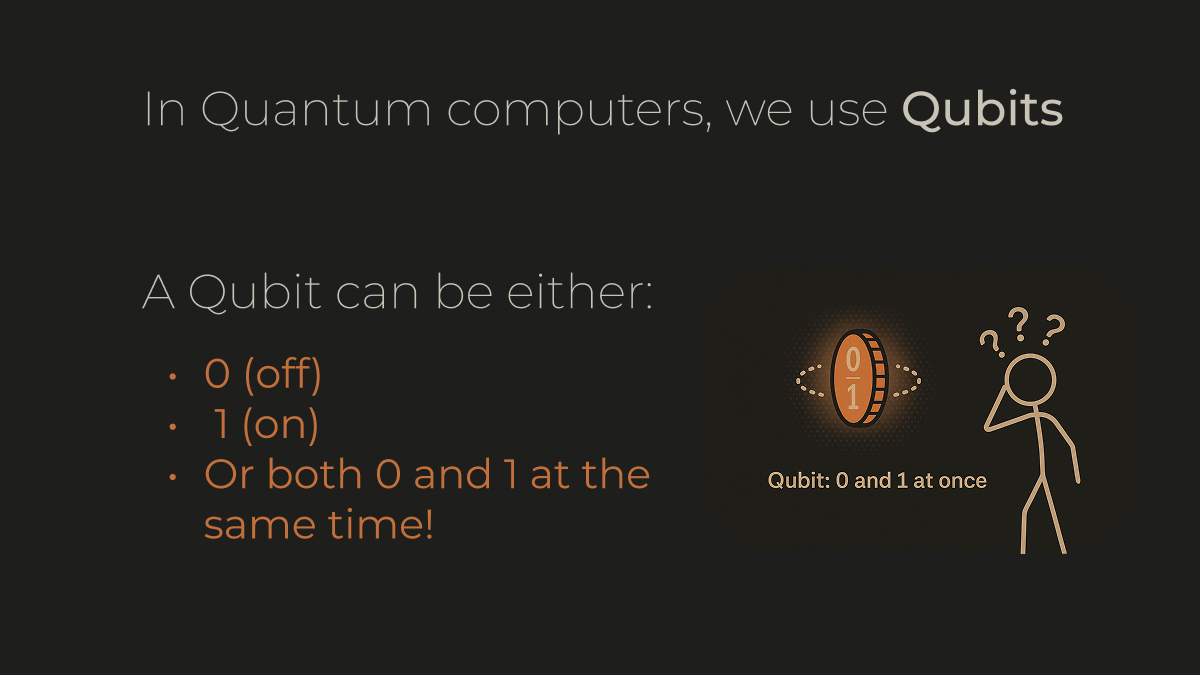 In Quantum computers, we use Qubits
A Qubit can be either:
• 0 (off)
• 1 (on)
• Or both 0 and 1 at the
same time!
? ? ?
0
1
Qubit: 0 and 1 at once